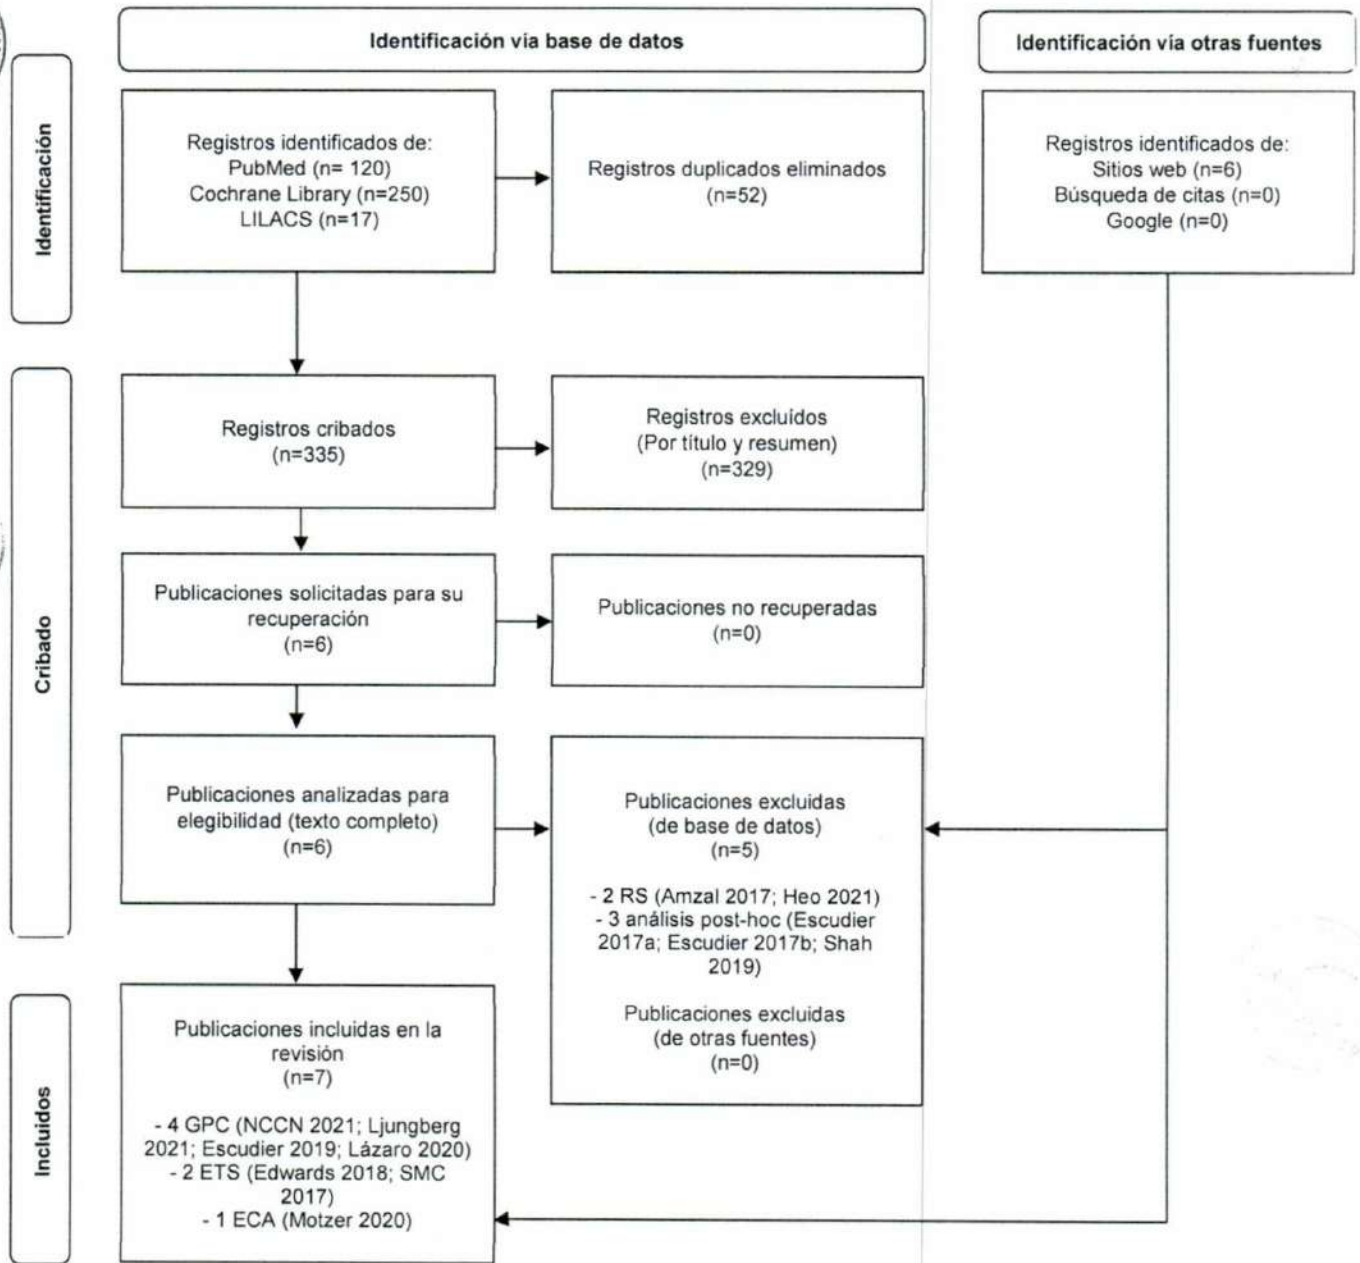 Identificación vía base de datos
Identificación vía otras fuentes
Identificación
Registros identificados de:
PubMed (n= 120)
Cochrane Library (n=250)
LILACS (n=17)
Registros duplicados eliminados
(n=52)
Registros identificados de:
Sitios web (n=6)
Búsqueda de citas (n=0)
Google (n=0)
Cribado
Registros cribados
(n=335)
Registros excluídos
(Por título y resumen)
(n=329)
Publicaciones solicitadas para su
recuperación
(n=6)
Publicaciones no recuperadas
(n=0)
Publicaciones analizadas para
elegibilidad (texto completo)
(n=6)
Publicaciones excluidas
(de base de datos)
(n=5)
- 2 RS (Amzal 2017; Heo 2021)
- 3 análisis post-hoc (Escudier
2017a; Escudier 2017b; Shah
2019)
Publicaciones excluidas
(de otras fuentes)
(n=0)
Incluidos
Publicaciones incluidas en la
revisión
(n=7)
- 4 GPC (NCCN 2021; Ljungberg
2021; Escudier 2019; Lázaro 2020)
- 2 ETS (Edwards 2018; SMC
2017)
- 1 ECA (Motzer 2020)